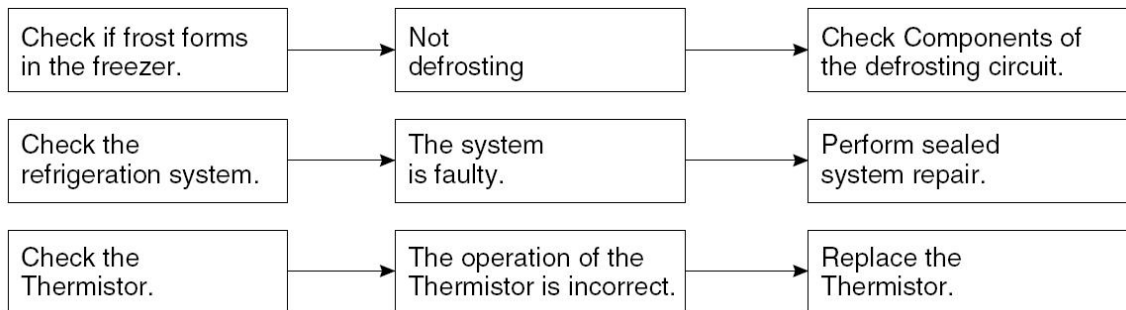 Check if frost forms
in the freezer.
Not
defrosting
Check Components of
the defrosting circuit.
Check the
refrigeration system.
The system
is faulty.
Perform sealed
system repair.
Check the
Thermistor.
The operation of the
Thermistor is incorrect.
Replace the
Thermistor.